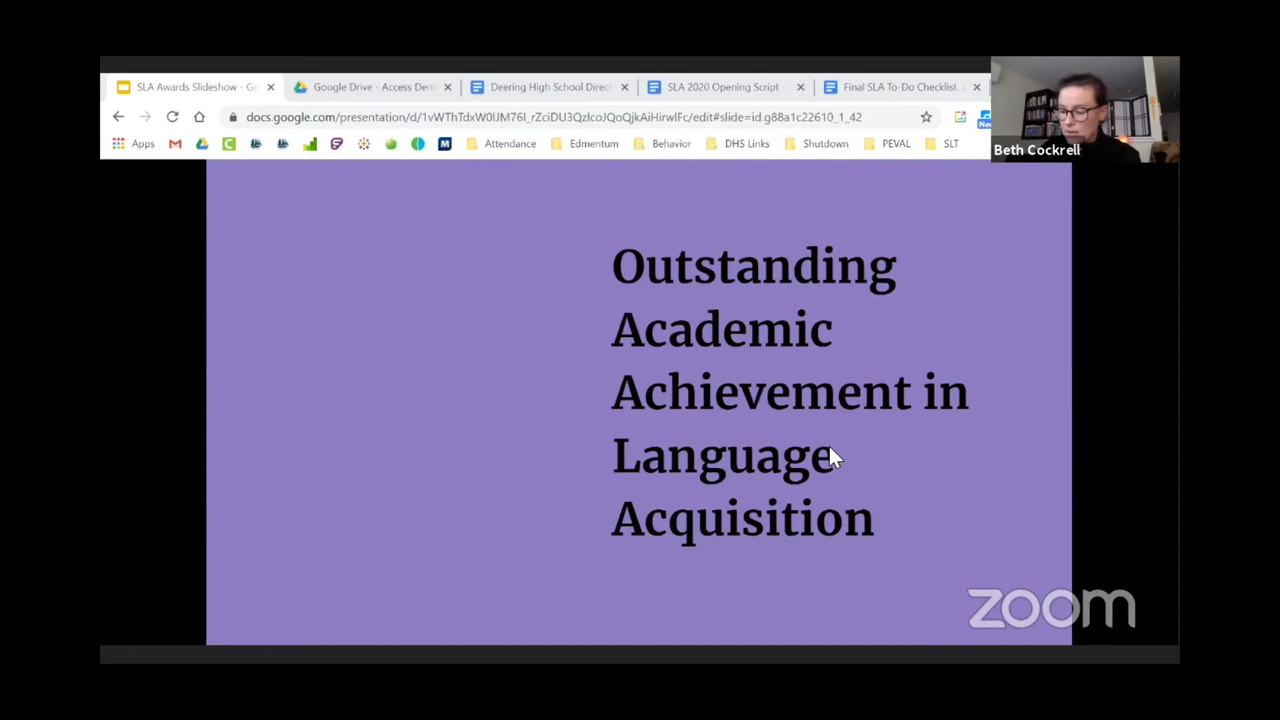 SLA Awards Slideshow - Go
Google Drive - Access Deni
Deering High School Direc
SLA 2020 Opening Script
Final SLA To-Do Checklist,
docs.google.com/presentation/d/1vWThTdxW0IJM76I_rZciDU3QzlcoJQoQjkAiHirwlFc/edit#slide=id.g88a1c22610_1_42
Apps
Attendance
Edmentum
Behavior
DHS Links
Shutdown
PEVAL
SLT
Beth Cockrell
Outstanding
Academic
Achievement in
Language
Acquisition
zoom